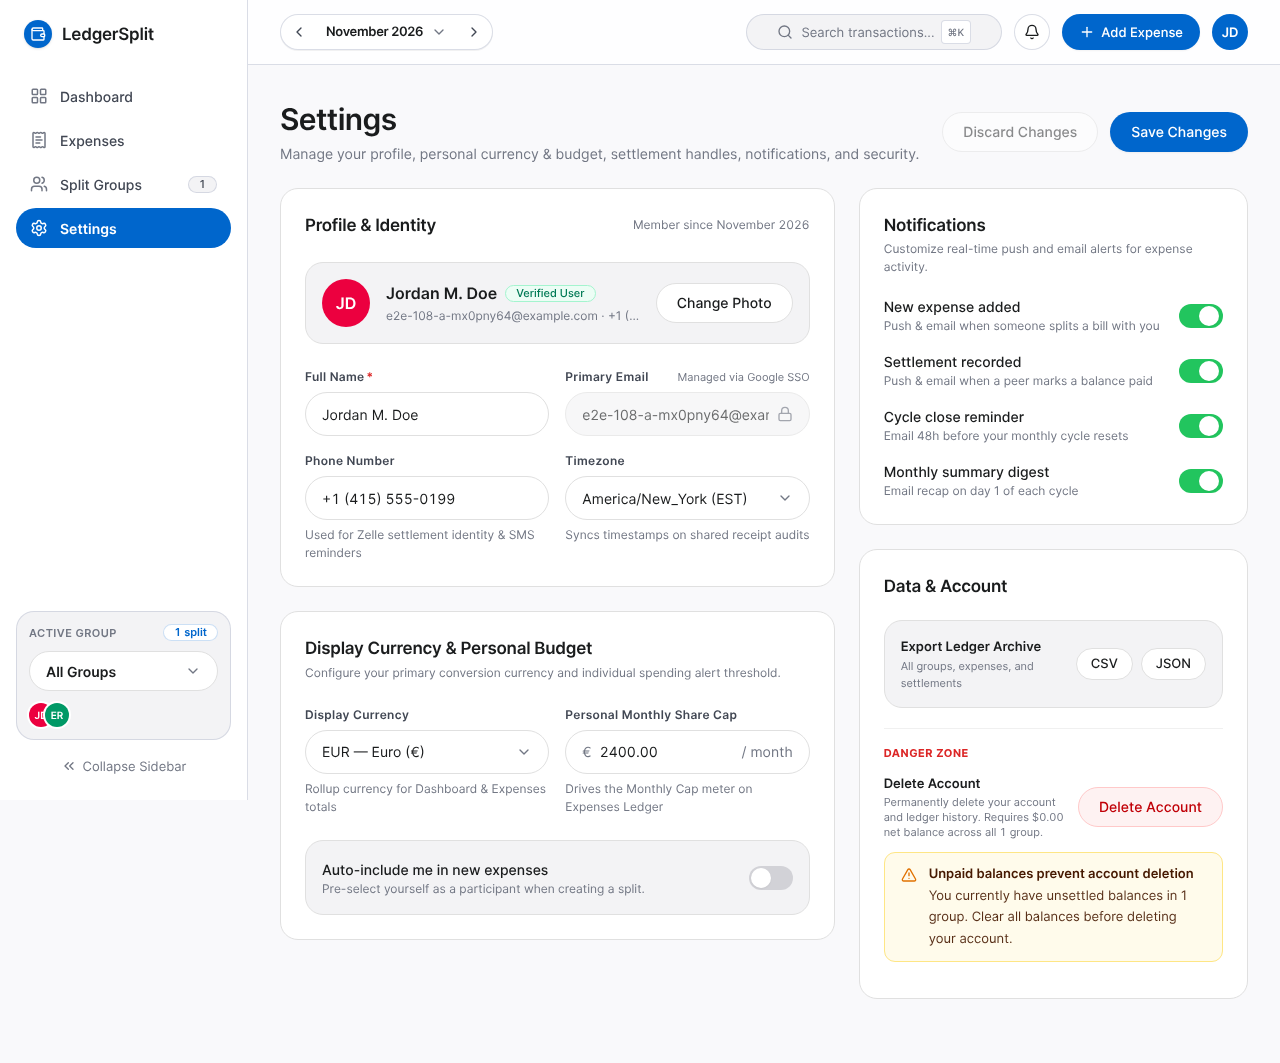 LedgerSplit
Dashboard
Expenses
Split Groups
1
Settings
ACTIVE GROUP
1 split
All Groups
ER
Collapse Sidebar
November 2026
Search transactions...
⌘K
Add Expense
JD
Settings
Manage your profile, personal currency & budget, settlement handles, notifications, and security.
Discard Changes
Save Changes
Profile & Identity
Member since November 2026
JD
Jordan M. Doe
Verified User
e2e-108-a-mx0pny64@example.com · +1 (...
Change Photo
Full Name *
Jordan M. Doe
Primary Email
Managed via Google SSO
e2e-108-a-mx0pny64@exar
Phone Number
+1 (415) 555-0199
Used for Zelle settlement identity & SMS
reminders
Timezone
America/New_York (EST)
Syncs timestamps on shared receipt audits
Display Currency & Personal Budget
Configure your primary conversion currency and individual spending alert threshold.
Display Currency
EUR — Euro (€)
Rollup currency for Dashboard & Expenses
totals
Personal Monthly Share Cap
€ 2400.00 / month
Drives the Monthly Cap meter on
Expenses Ledger
Auto-include me in new expenses
Pre-select yourself as a participant when creating a split.
Notifications
Customize real-time push and email alerts for expense
activity.
New expense added
Push & email when someone splits a bill with you
Settlement recorded
Push & email when a peer marks a balance paid
Cycle close reminder
Email 48h before your monthly cycle resets
Monthly summary digest
Email recap on day 1 of each cycle
Data & Account
Export Ledger Archive
All groups, expenses, and
settlements
CSV
JSON
DANGER ZONE
Delete Account
Permanently delete your account
and ledger history. Requires $0.00
net balance across all 1 group.
Delete Account
Unpaid balances prevent account deletion
You currently have unsettled balances in 1
group. Clear all balances before deleting
your account.